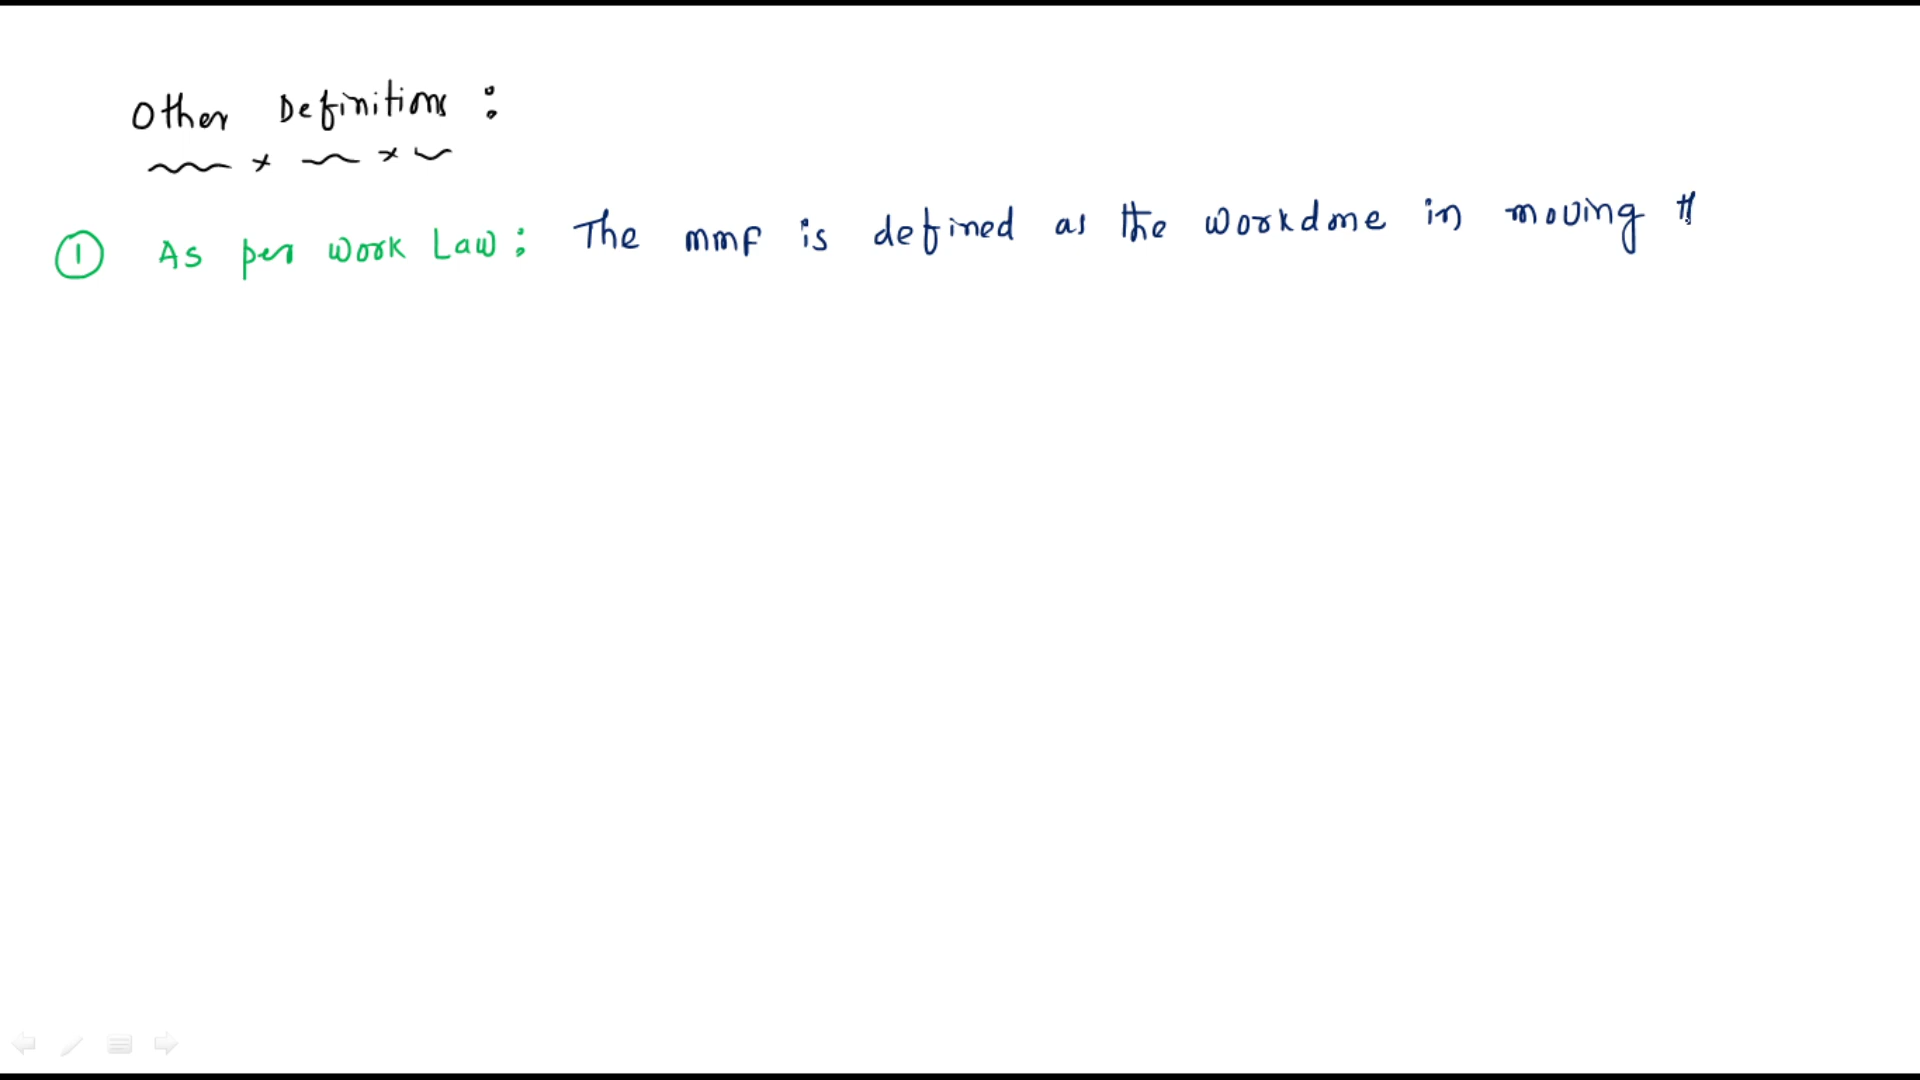 Other Definitions :
① As per work Law : The mmF is defined as the workdone in moving